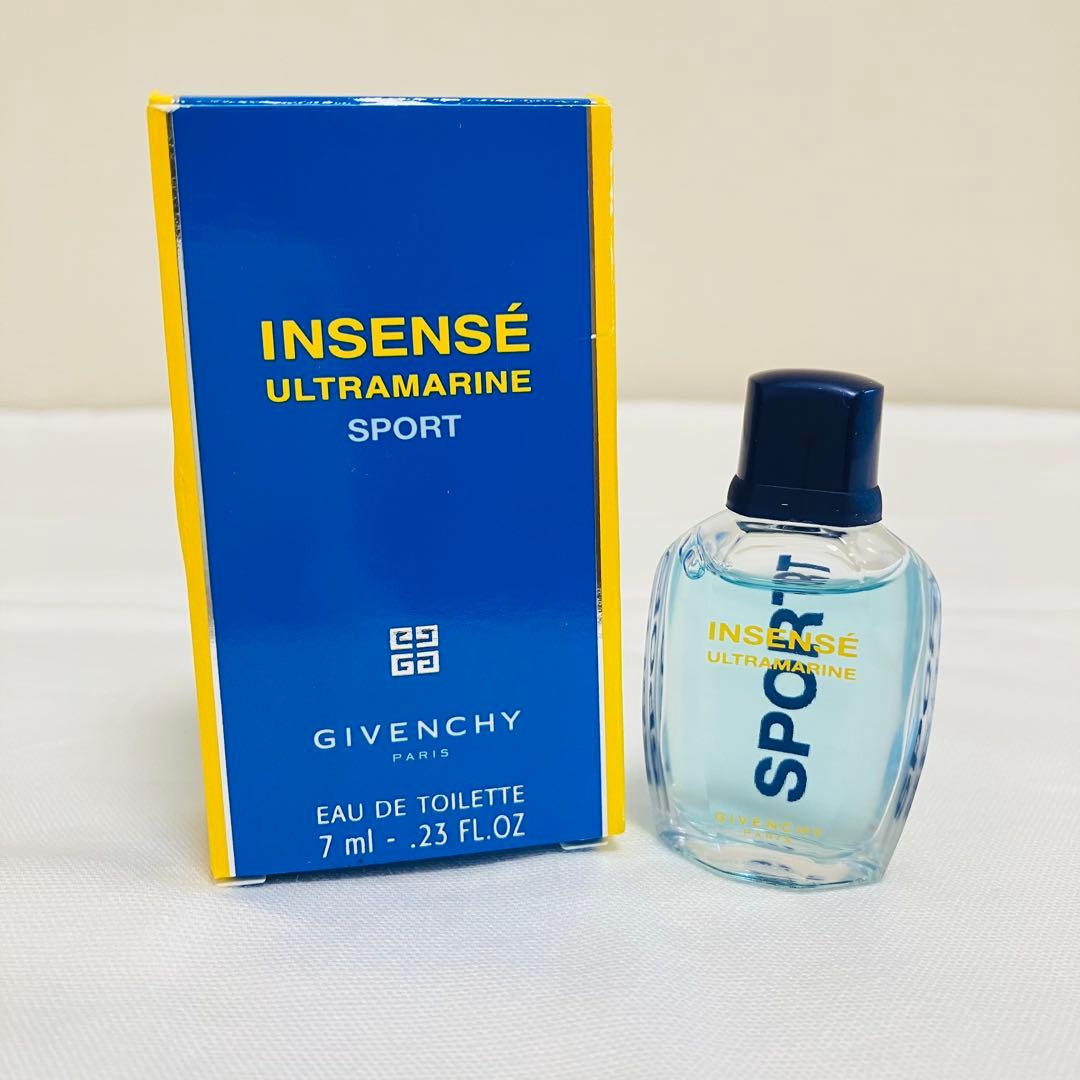 INSENSÉ
ULTRAMARINE
SPORT
GIVENCHY
PARIS
EAU DE TOILETTE
7 ml - .23 FL.OZ
INSENSÉ
ULTRAMARINE
SPORT
GIVENCHY
PARIS